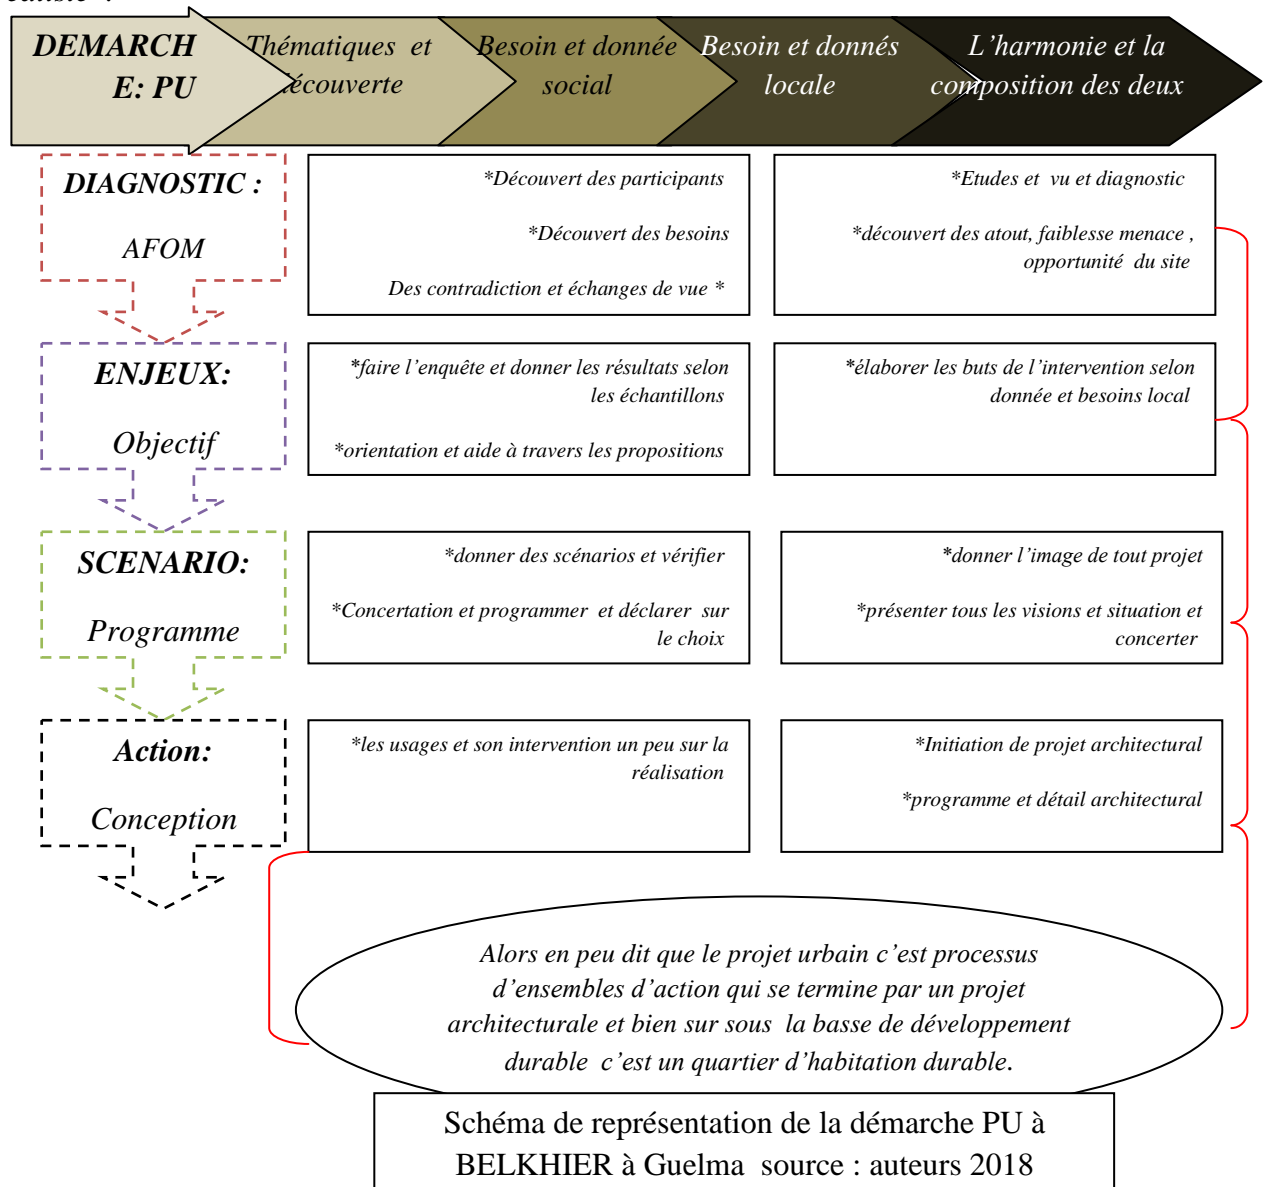 DEMARCH
E: PU
Thématiques et
découverte
Besoin et donnée
social
Besoin et donnés
locale
L’harmonie et la
composition des deux
DIAGNOSTIC :
AFOM
*Découvert des participants
*Découvert des besoins
Des contradiction et échanges de vue *
*Etudes et vu et diagnostic
*découvert des atout, faiblesse menace ,
opportunité du site
ENJEUX:
Objectif
*faire l’enquête et donner les résultats selon
les échantillons
*orientation et aide à travers les propositions
*élaborer les buts de l’intervention selon
donnée et besoins local
SCENARIO:
Programme
*donner des scénarios et vérifier
*Concertation et programmer et déclarer sur
le choix
*donner l’image de tout projet
*présenter tous les visions et situation et
concerter
Action:
Conception
*les usages et son intervention un peu sur la
réalisation
*Initiation de projet architectural
*programme et détail architectural
Alors en peu dit que le projet urbain c’est processus
d’ensembles d’action qui se termine par un projet
architecturale et bien sur sous la basse de développement
durable c’est un quartier d’habitation durable.
Schéma de représentation de la démarche PU à
BELKHIER à Guelma source : auteurs 2018